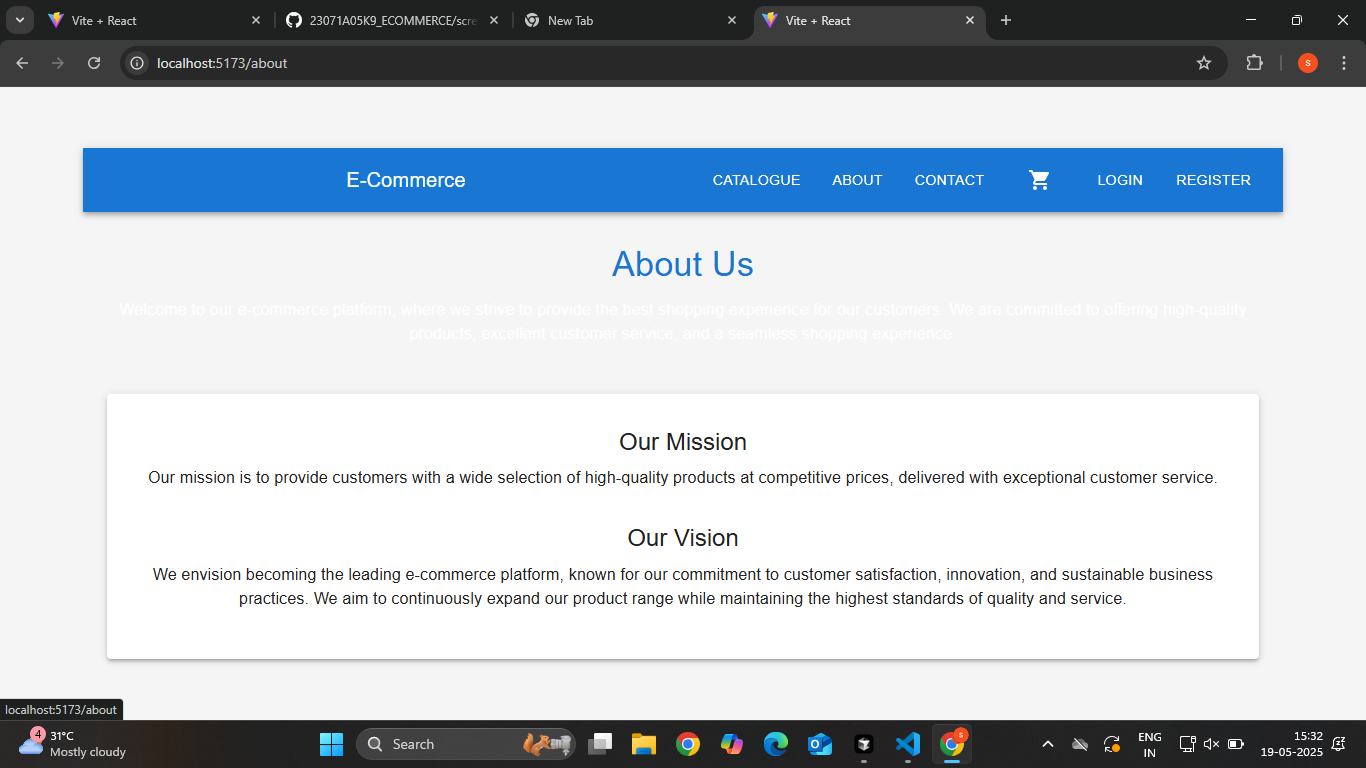 Vite + React
23071A05K9_ECOMMERCE/scre
New Tab
Vite + React
localhost:5173/about
s
E-Commerce
CATALOGUE
ABOUT
CONTACT
LOGIN
REGISTER
About Us
Welcome to our e-commerce platform, where we strive to provide the best shopping experience for our customers. We are committed to offering high-quality
products, excellent customer service, and a seamless shopping experience.
Our Mission
Our mission is to provide customers with a wide selection of high-quality products at competitive prices, delivered with exceptional customer service.
Our Vision
We envision becoming the leading e-commerce platform, known for our commitment to customer satisfaction, innovation, and sustainable business
practices. We aim to continuously expand our product range while maintaining the highest standards of quality and service.
localhost:5173/about
4
31°C
Mostly cloudy
Search
s
ENG
IN
15:32
19-05-2025